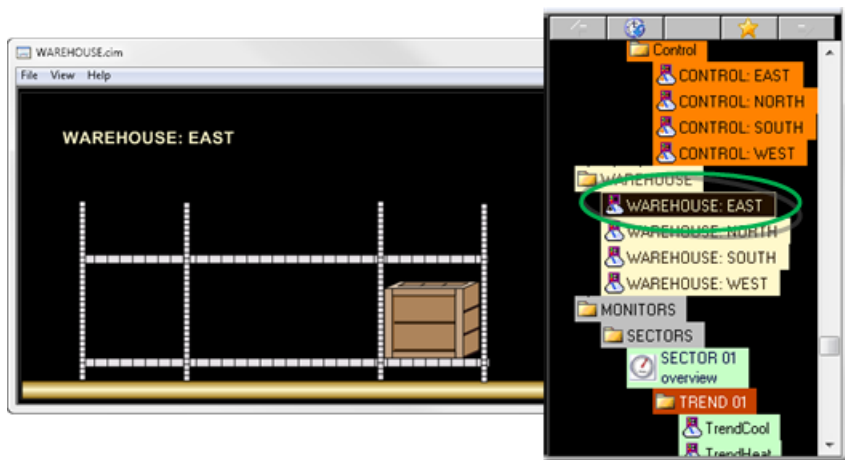 WAREHOUSE.cim
File View Help
WAREHOUSE: EAST
Control
CONTROL: EAST
CONTROL: NORTH
CONTROL: SOUTH
CONTROL: WEST
WAREHOUSE
WAREHOUSE: EAST
WAREHOUSE: NORTH
WAREHOUSE: SOUTH
WAREHOUSE: WEST
MONITORS
SECTORS
SECTOR 01
overview
TREND 01
TrendCool
TrendHeat